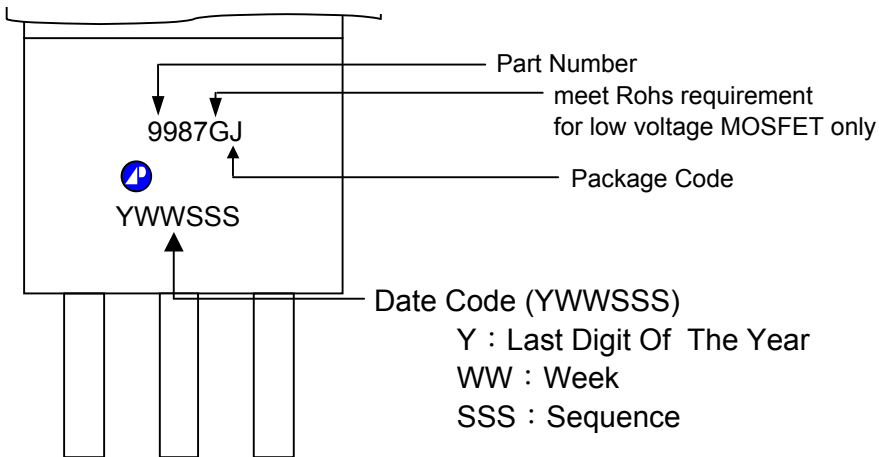 Part Number
meet Rohs requirement
for low voltage MOSFET only
9987GJ
Package Code
YWWSSS
Date Code (YWWSSS)
Y：Last Digit Of The Year
WW：Week
SSS：Sequence